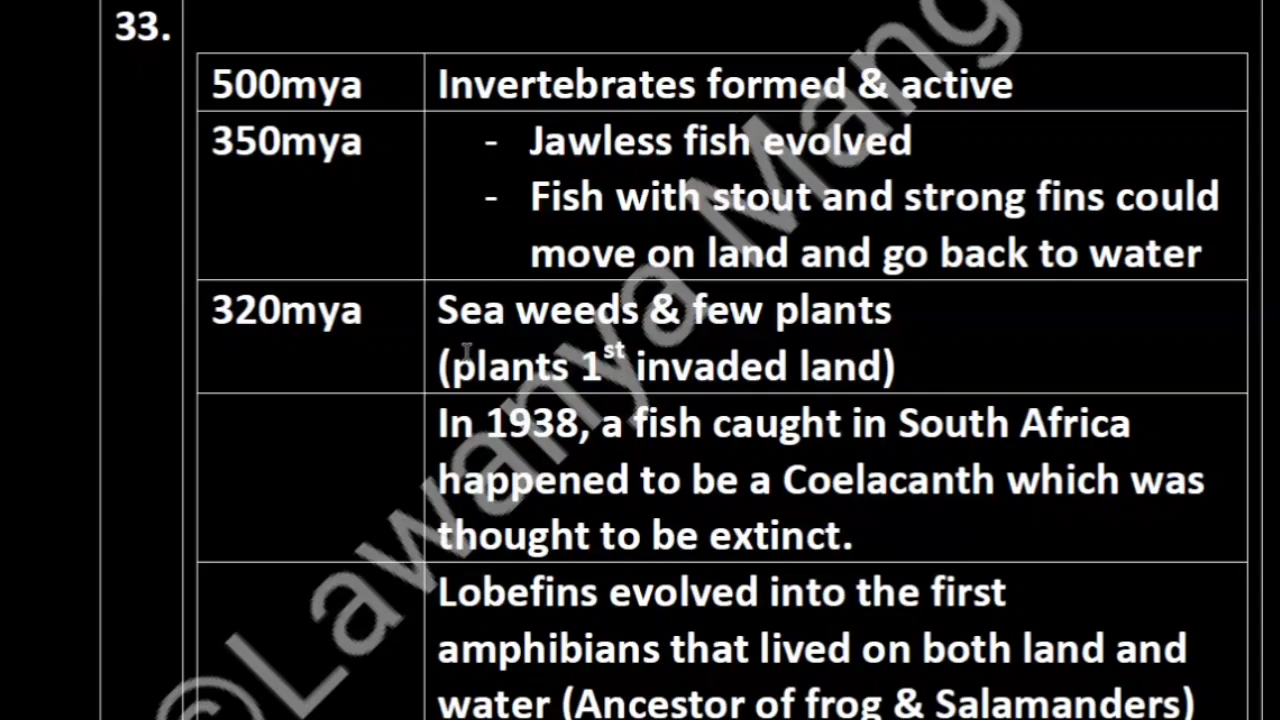 33.
500mya Invertebrates formed & active
350mya - Jawless fish evolved
- Fish with stout and strong fins could
move on land and go back to water
320mya Sea weeds & few plants
(plants 1st invaded land)
In 1938, a fish caught in South Africa
happened to be a Coelacanth which was
thought to be extinct.
Lobefins evolved into the first
amphibians that lived on both land and
water (Ancestor of frog & Salamanders)
©Lawanya Mang